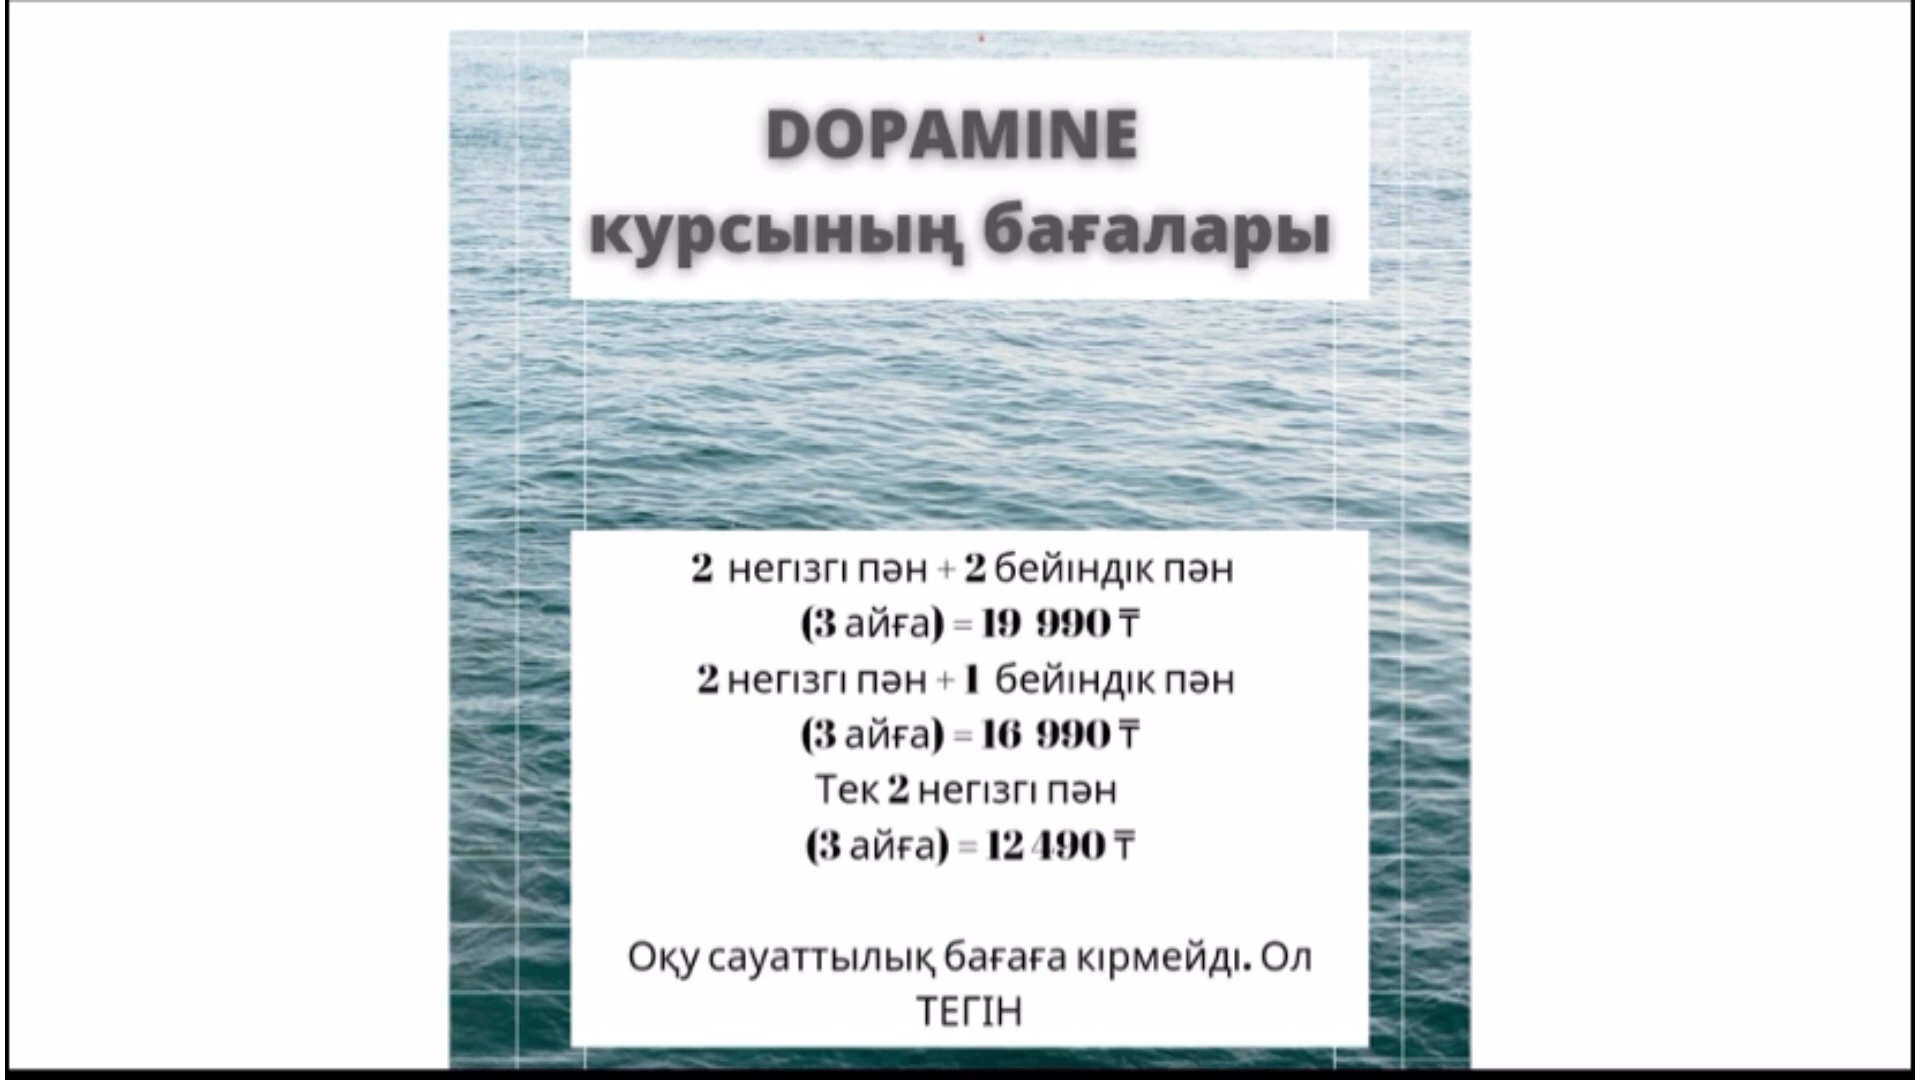 DOPAMINE
курсының бағалары
2 негізгі пән + 2 бейіндік пән
(3 айға) = 19 990 ₸
2 негізгі пән + 1 бейіндік пән
(3 айға) = 16 990 ₸
Тек 2 негізгі пән
(3 айға) = 12 490 ₸
Оқу сауаттылық бағаға кірмейді. Ол
ТЕГІН